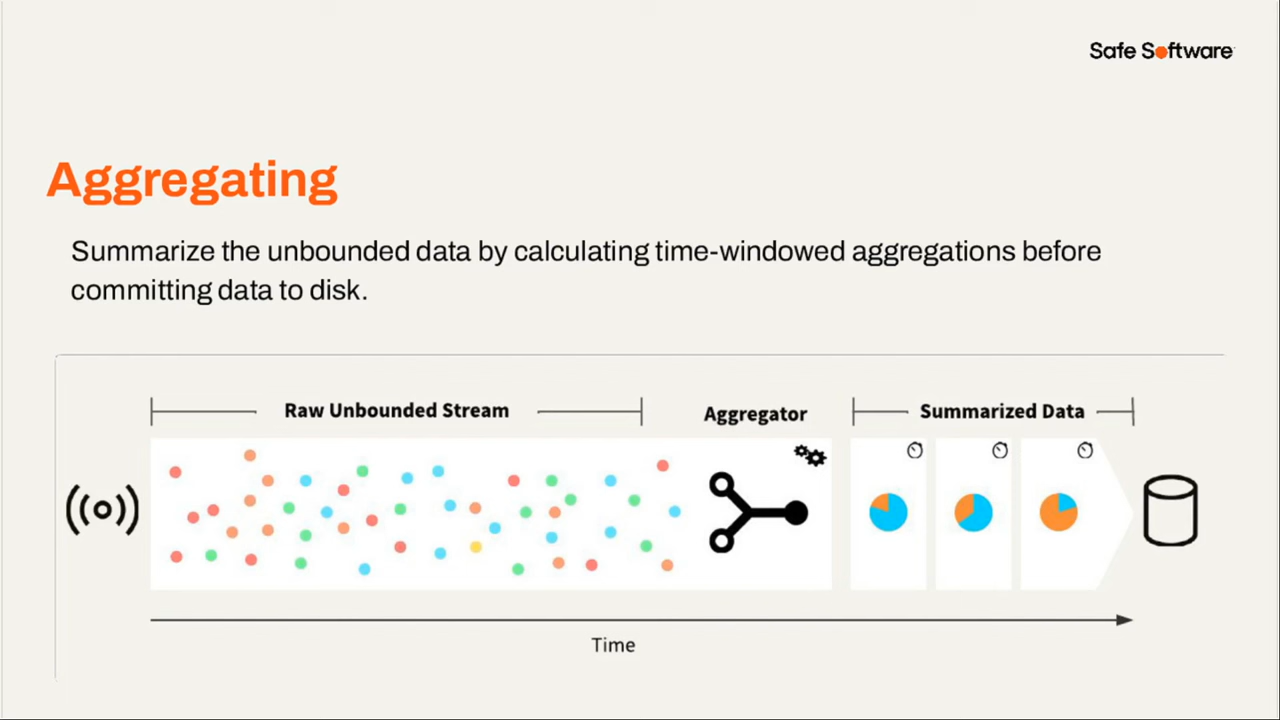 Safe Software
Aggregating
Summarize the unbounded data by calculating time-windowed aggregations before
committing data to disk.
Raw Unbounded Stream
Aggregator
Summarized Data
Time